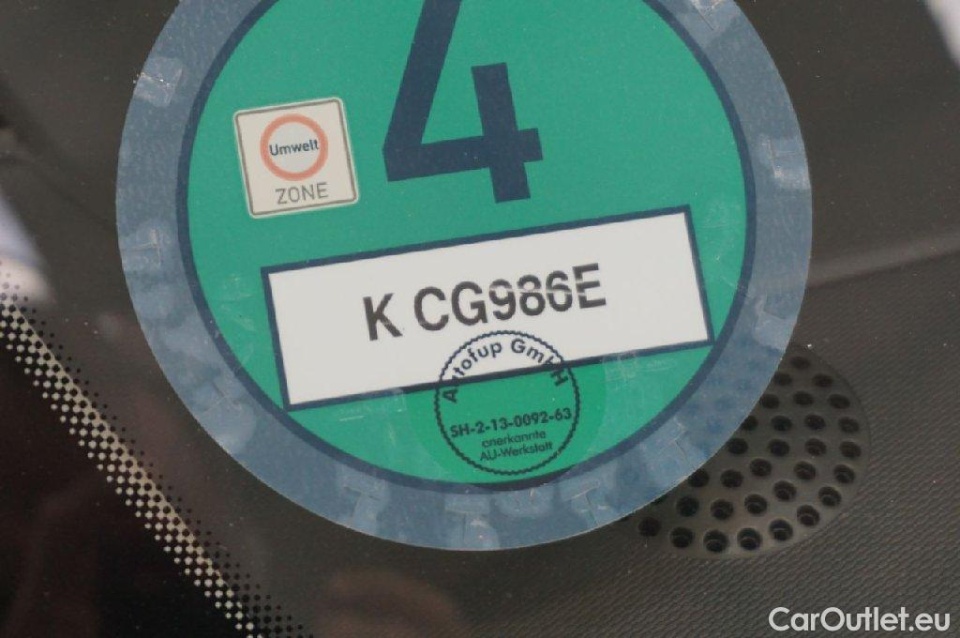 4
Umwelt
ZONE
K CG986E
Autofup GmbH
SH-2-13-0092-63
anerkannte
AU-Werkstatt
CarOutlet.eu